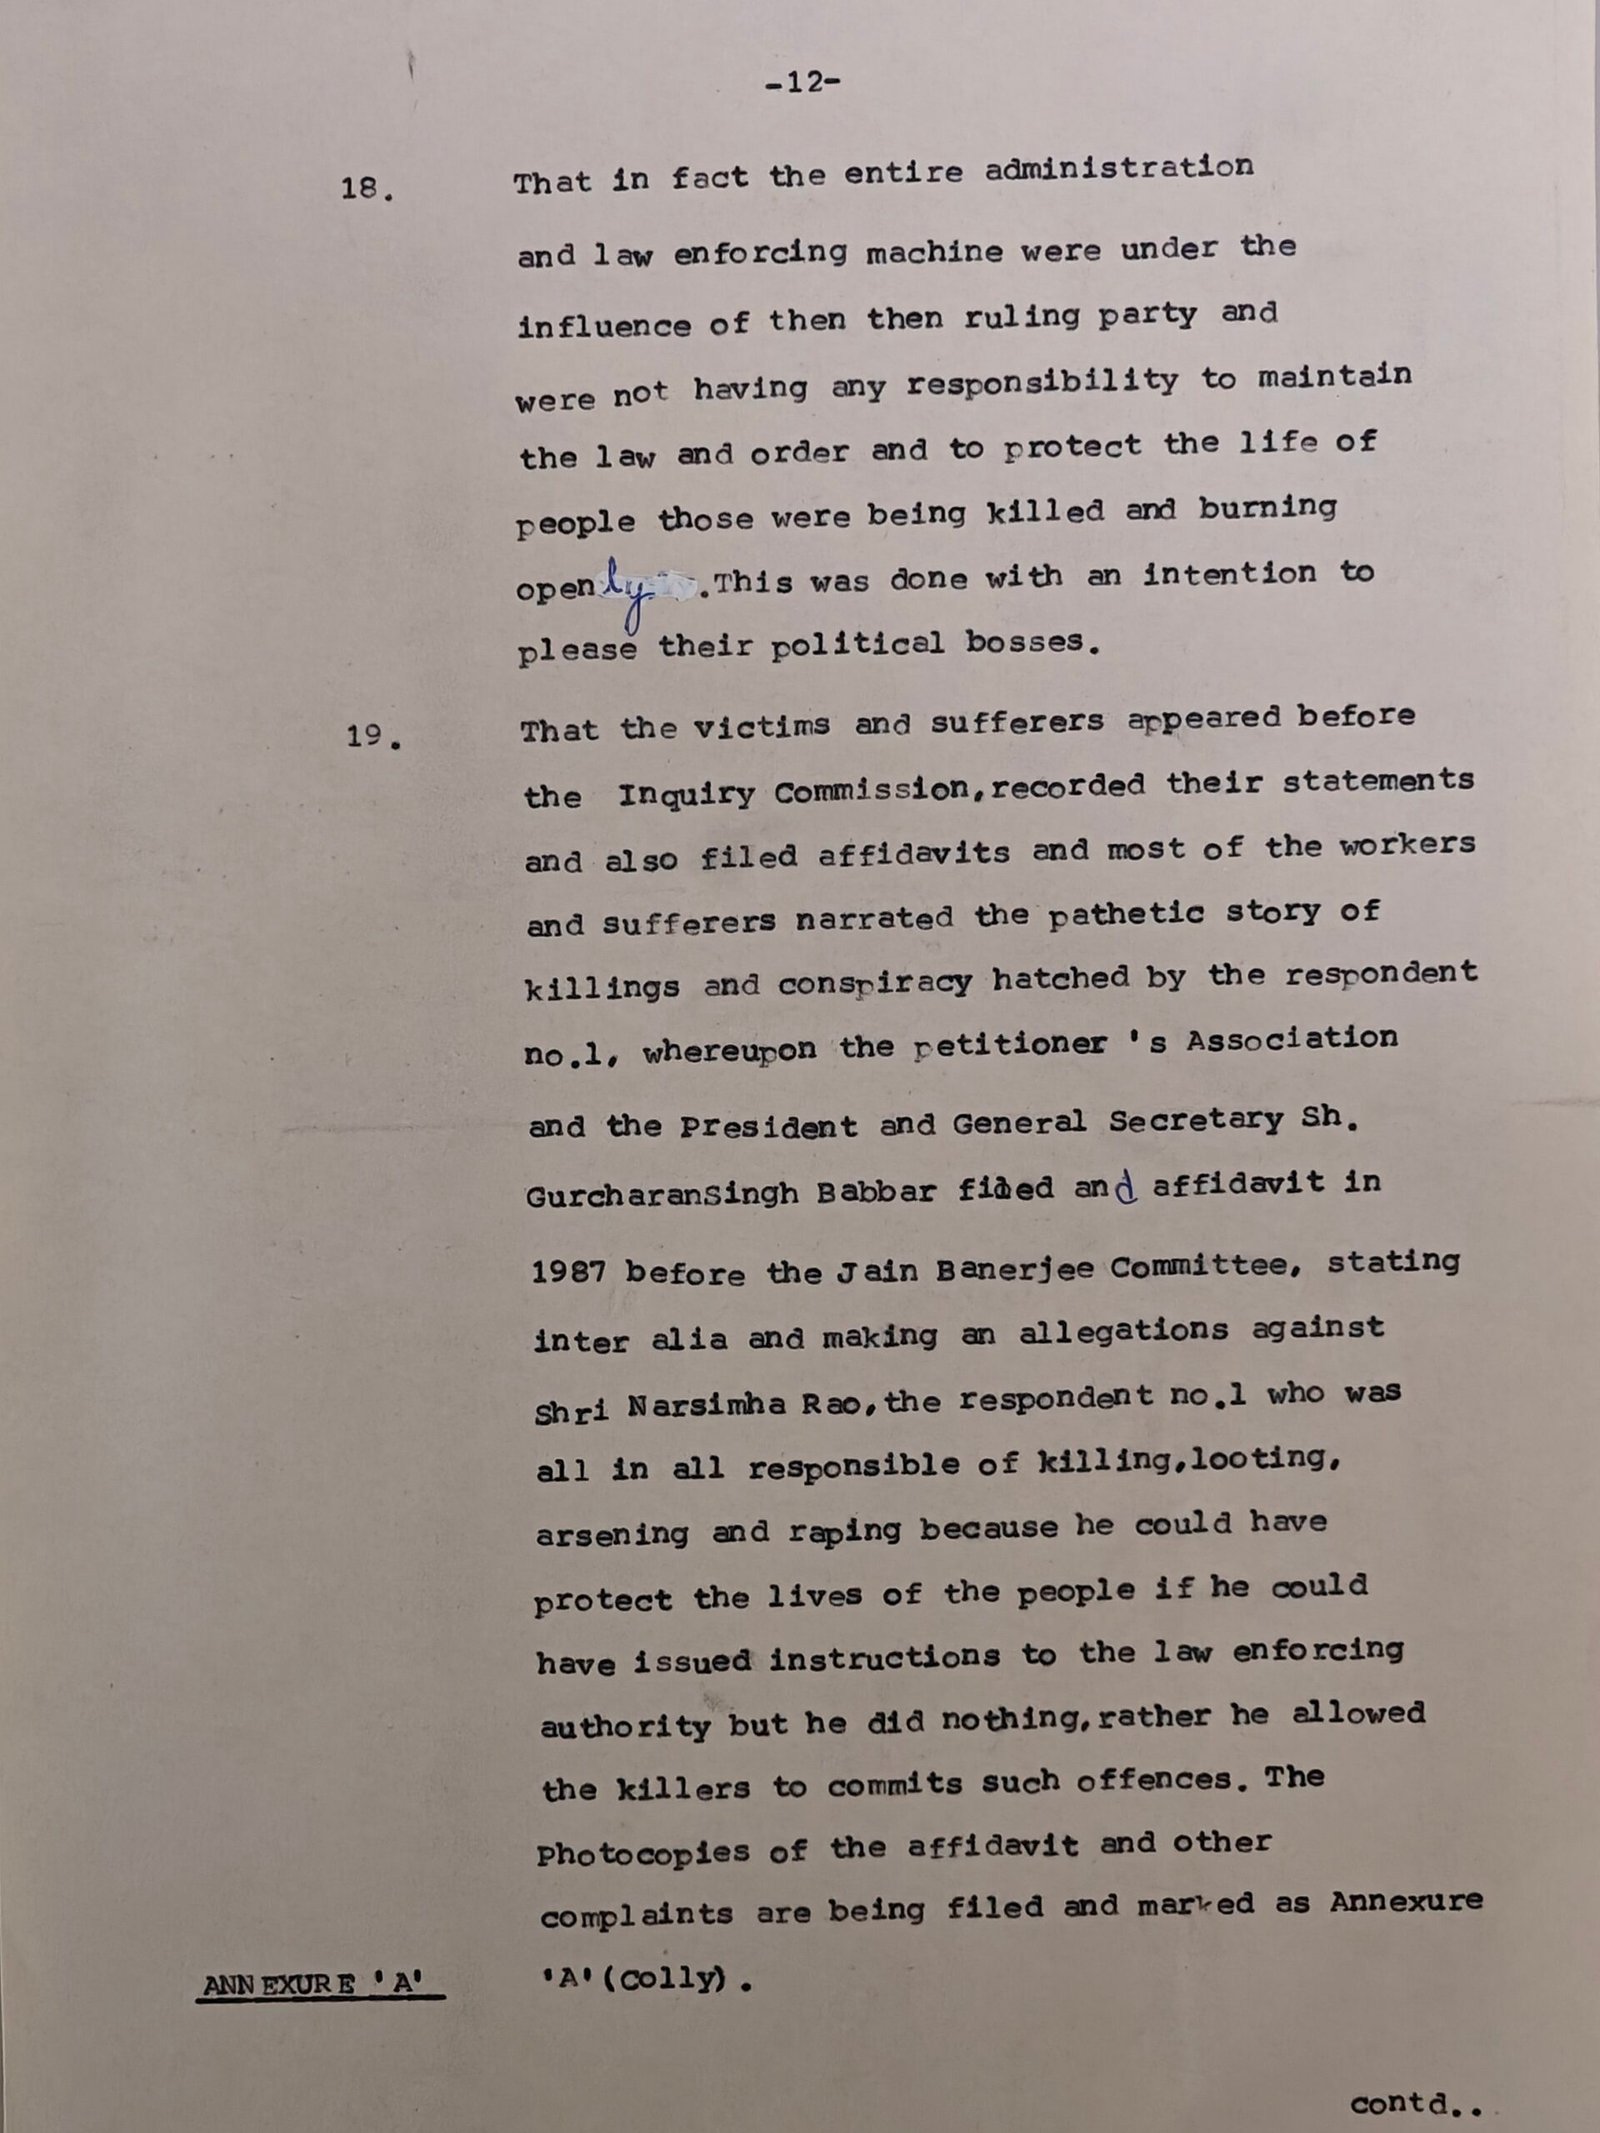 -12-
18. That in fact the entire administration
and law enforcing machine were under the
influence of then then ruling party and
were not having any responsibility to maintain
the law and order and to protect the life of
people those were being killed and burning
openly .This was done with an intention to
please their political bosses.
19. That the victims and sufferers appeared before
the Inquiry Commission,recorded their statements
and also filed affidavits and most of the workers
and sufferers narrated the pathetic story of
killings and conspiracy hatched by the respondent
no.1, whereupon the petitioner 's Association
and the President and General Secretary Sh.
GurcharanSingh Babbar filed and affidavit in
1987 before the Jain Banerjee Committee, stating
inter alia and making an allegations against
Shri Narsimha Rao,the respondent no.1 who was
all in all responsible of killing,looting,
arsening and raping because he could have
protect the lives of the people if he could
have issued instructions to the law enforcing
authority but he did nothing,rather he allowed
the killers to commits such offences. The
Photocopies of the affidavit and other
complaints are being filed and marked as Annexure
ANNEXURE 'A' 'A'(Colly).
contd..